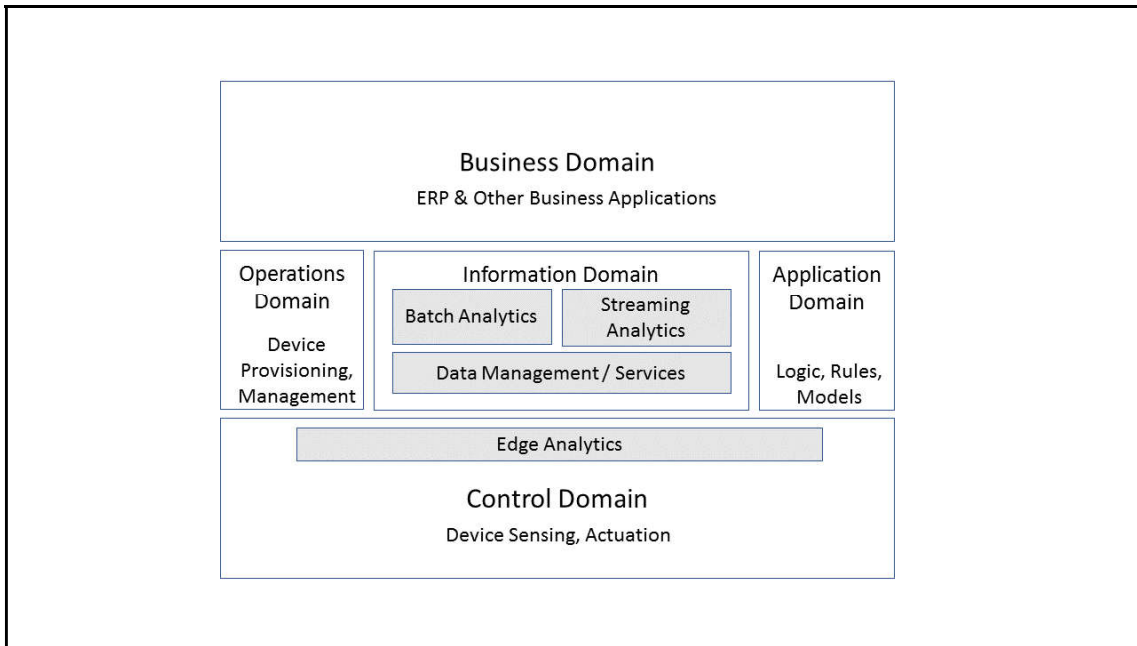 Business Domain
ERP & Other Business Applications
Operations
Domain
Device
Provisioning,
Management
Information Domain
Batch Analytics
Streaming
Analytics
Data Management / Services
Application
Domain
Logic, Rules,
Models
Edge Analytics
Control Domain
Device Sensing, Actuation